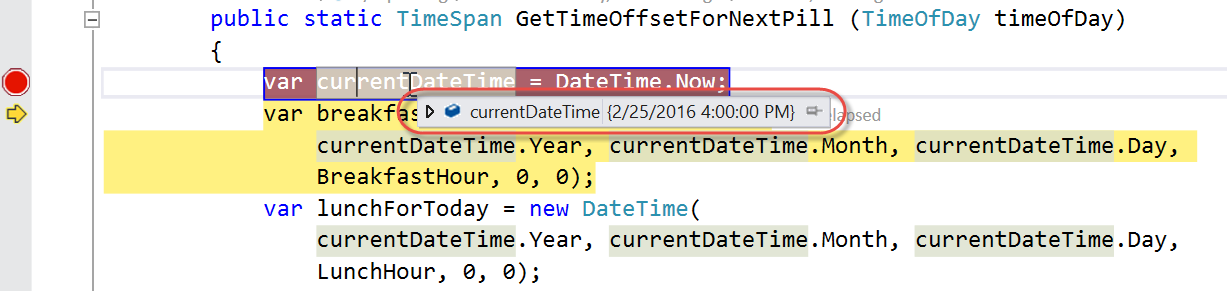 public static TimeSpan GetTimeOffsetForNextPill (TimeOfDay timeOfDay)
{
var currentDateTime = DateTime.Now;
var breakfas
currentDateTime {2/25/2016 4:00:00 PM}
elapsed
currentDateTime.Year, currentDateTime.Month, currentDateTime.Day,
BreakfastHour, 0, 0);
var lunchForToday = new DateTime(
currentDateTime.Year, currentDateTime.Month, currentDateTime.Day,
LunchHour, 0, 0);